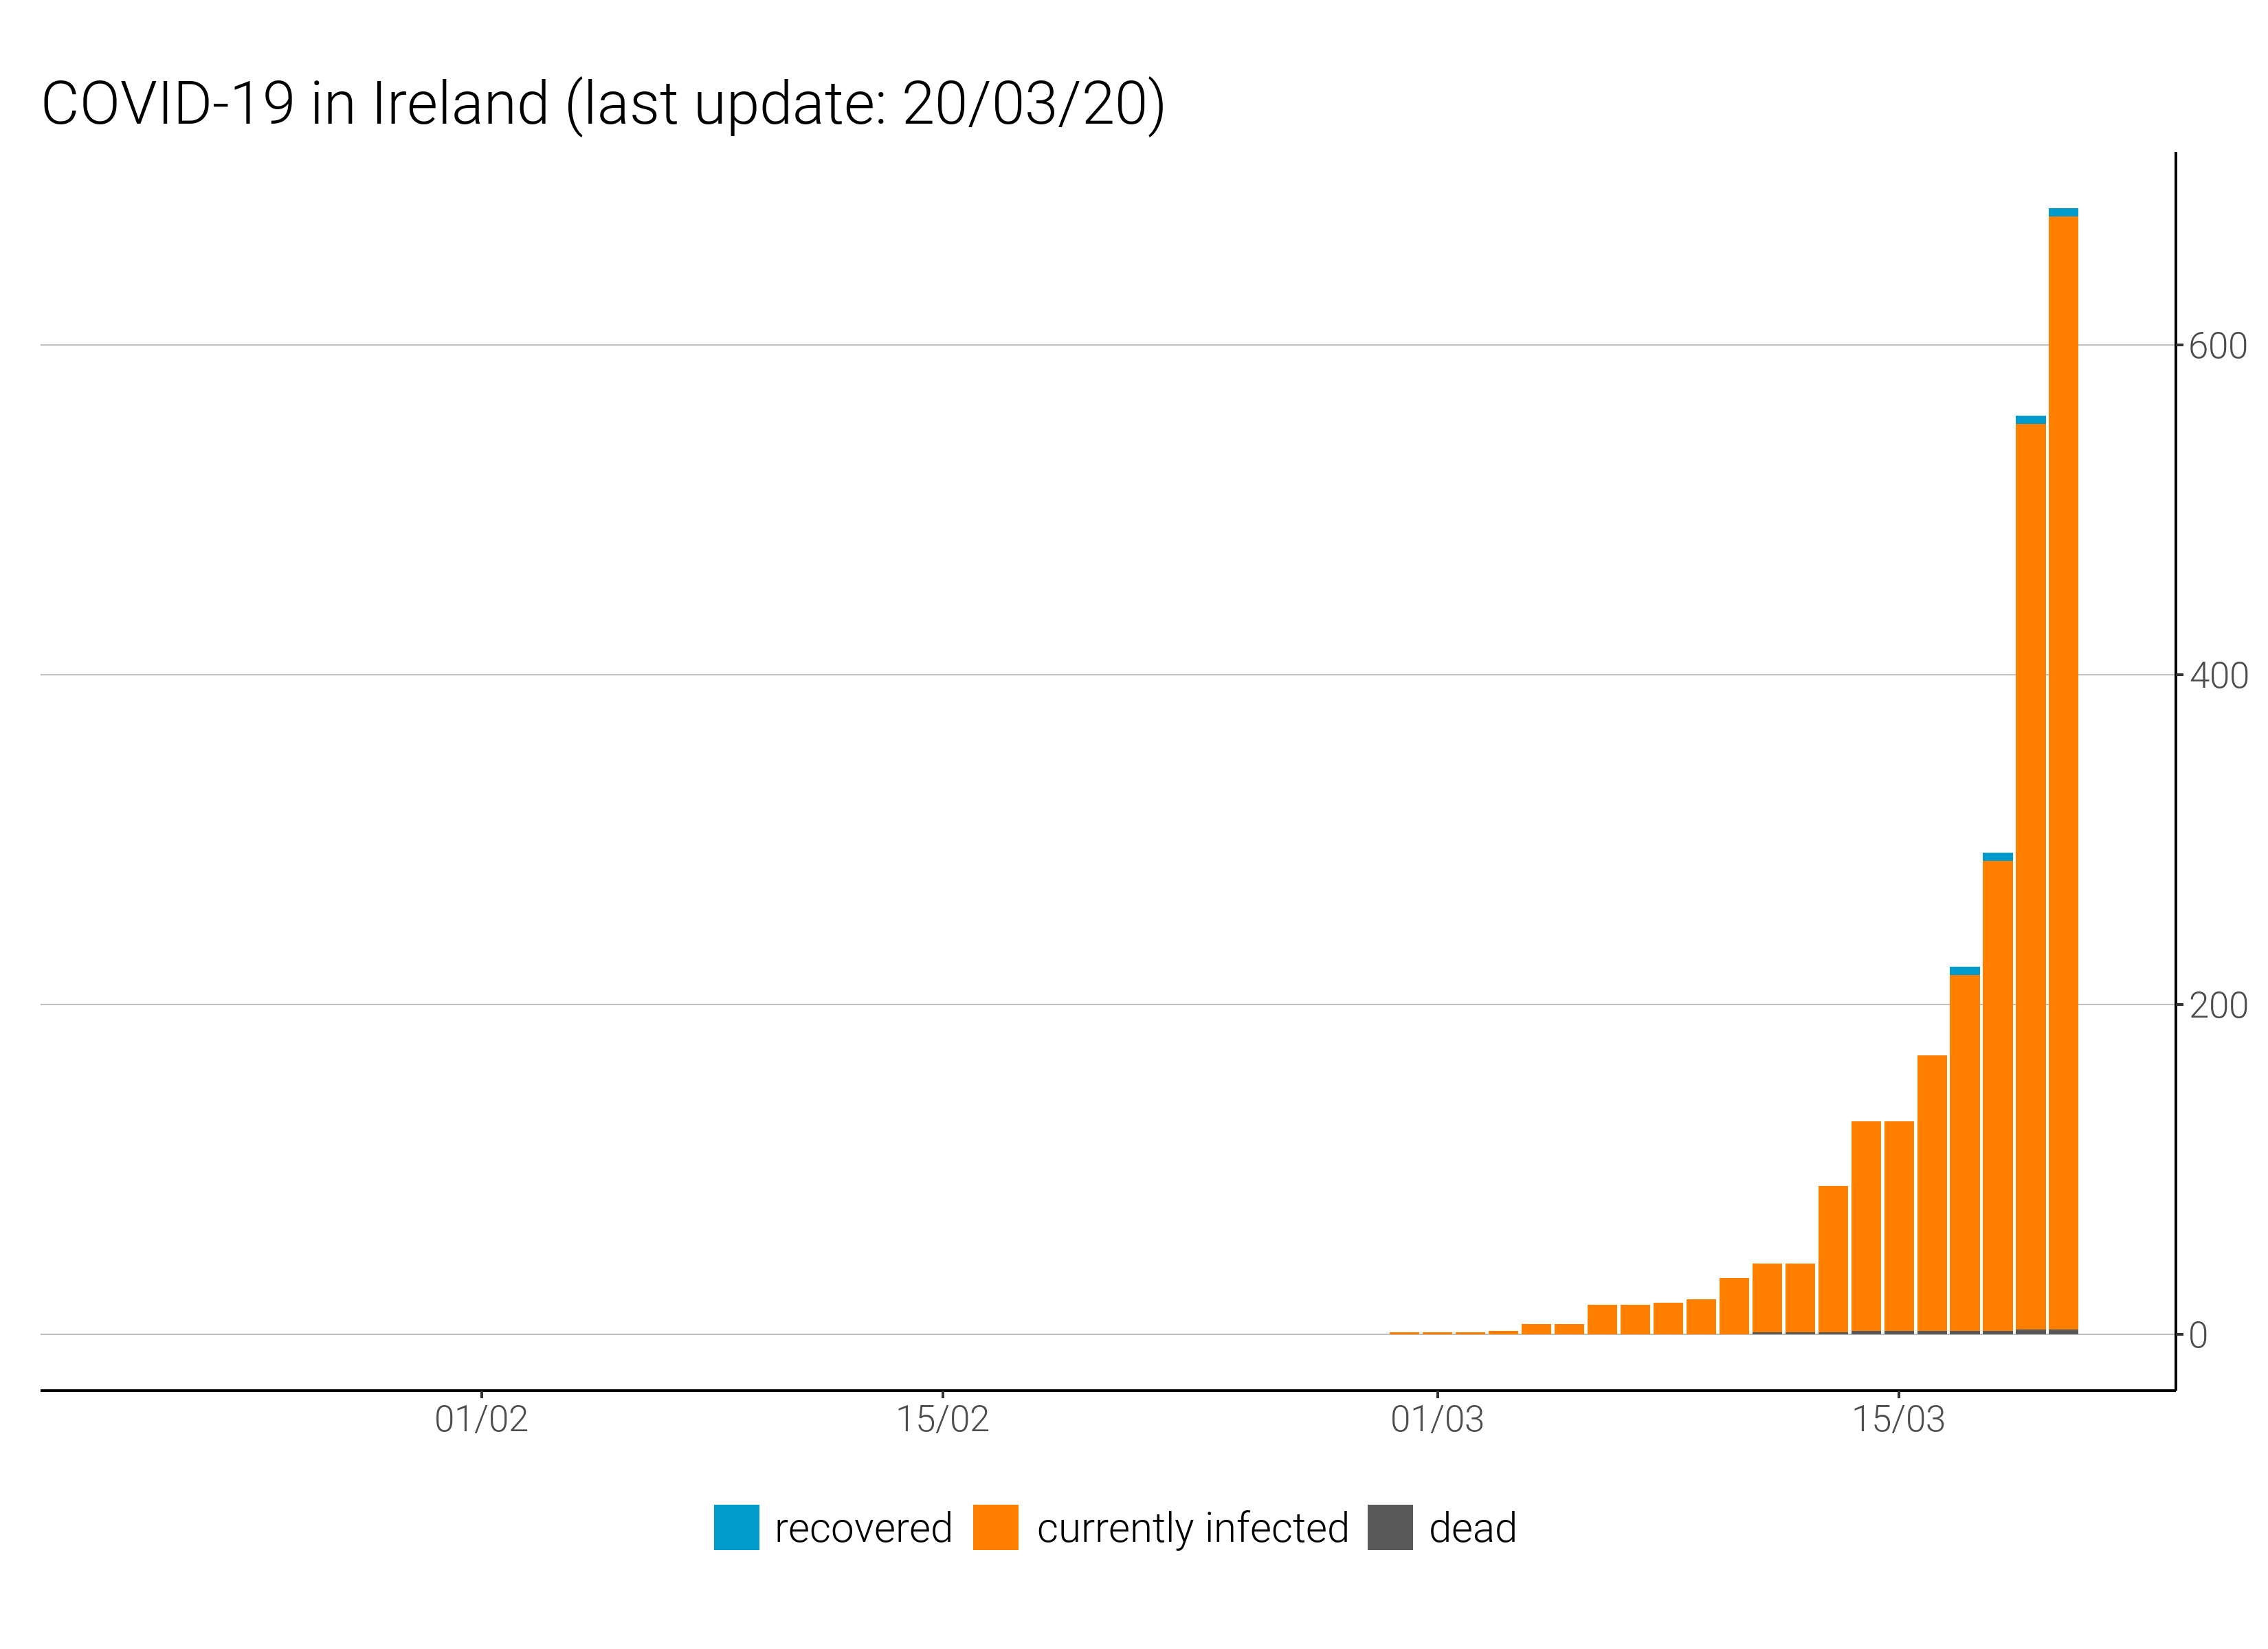 COVID-19 in Ireland (last update: 20/03/20)
600
400
200
0
01/02 15/02 01/03 15/03
recovered currently infected dead